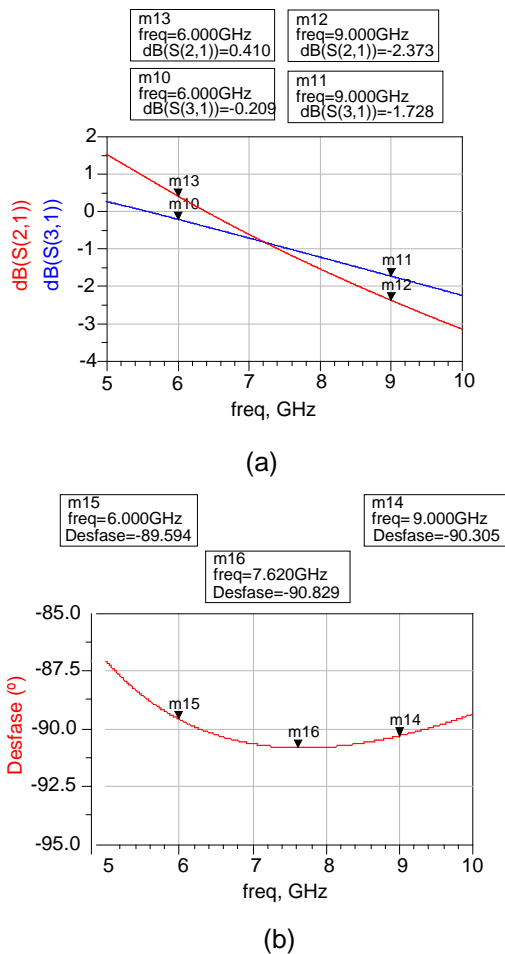 m13
freq=6.000GHz
dB(S(2,1))=0.410
m12
freq=9.000GHz
dB(S(2,1))=-2.373
m10
freq=6.000GHz
dB(S(3,1))=-0.209
m11
freq=9.000GHz
dB(S(3,1))=-1.728
dB(S(2,1))
dB(S(3,1))
2
1
0
-1
-2
-3
-4
m13
m10
m11
m12
5
6
7
8
9
10
freq, GHz
(a)
m15
freq=6.000GHz
Desfase=-89.594
m14
freq=9.000GHz
Desfase=-90.305
m16
freq=7.620GHz
Desfase=-90.829
Desfase (º)
-85.0
-87.5
-90.0
-92.5
-95.0
m15
m16
m14
5
6
7
8
9
10
freq, GHz
(b)